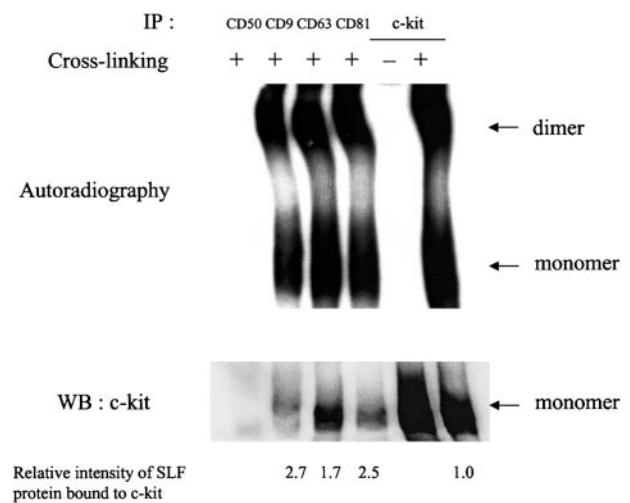 IP : CD50 CD9 CD63 CD81 c-kit
Cross-linking + + + + − +
dimer
Autoradiography
monomer
WB : c-kit monomer
Relative intensity of SLF 2.7 1.7 2.5 1.0
protein bound to c-kit